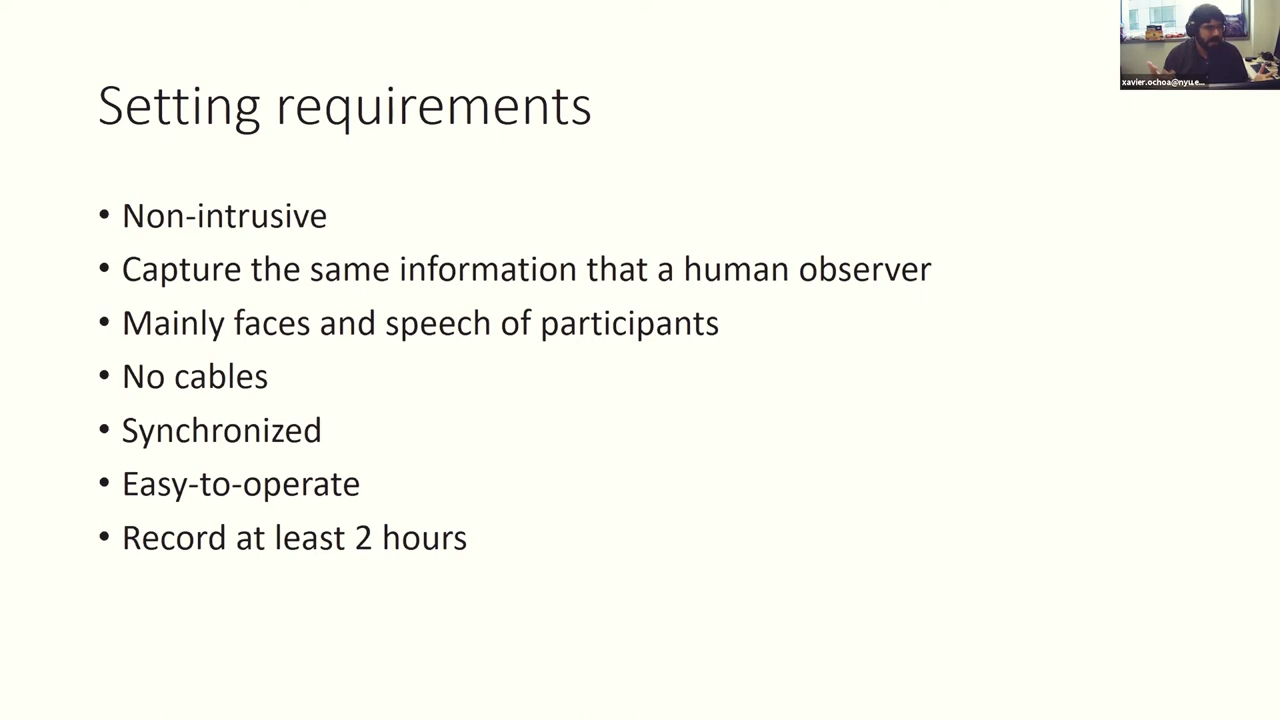 xavier.ochoa@nyu.e...
Setting requirements
• Non-intrusive
• Capture the same information that a human observer
• Mainly faces and speech of participants
• No cables
• Synchronized
• Easy-to-operate
• Record at least 2 hours